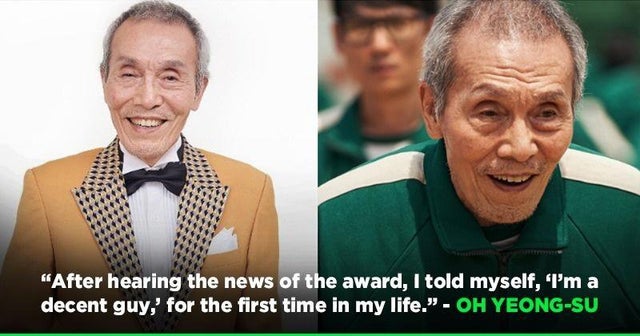 “After hearing the news of the award, I told myself, ‘I’m a
decent guy,’ for the first time in my life.” - OH YEONG-SU